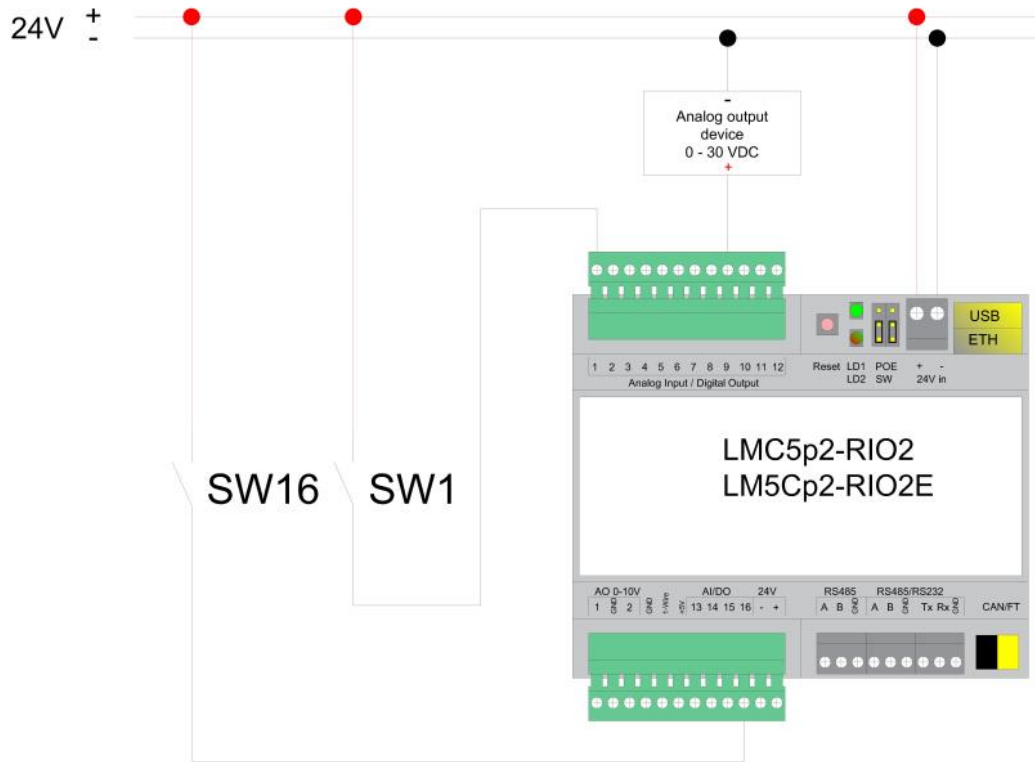 24V + -
-
Analog output
device
0 - 30 VDC
+
USB
ETH
1 2 3 4 5 6 7 8 9 10 11 12
Analog Input / Digital Output
Reset LD1 POE + -
LD2 SW 24V in
LMC5p2-RIO2
LM5Cp2-RIO2E
SW16 SW1
AO 0-10V AI/DO 24V RS485 RS485/RS232
1 GND 2 GND 1-Wire +5V 13 14 15 16 - + A B GND A B GND Tx Rx GND CAN/FT